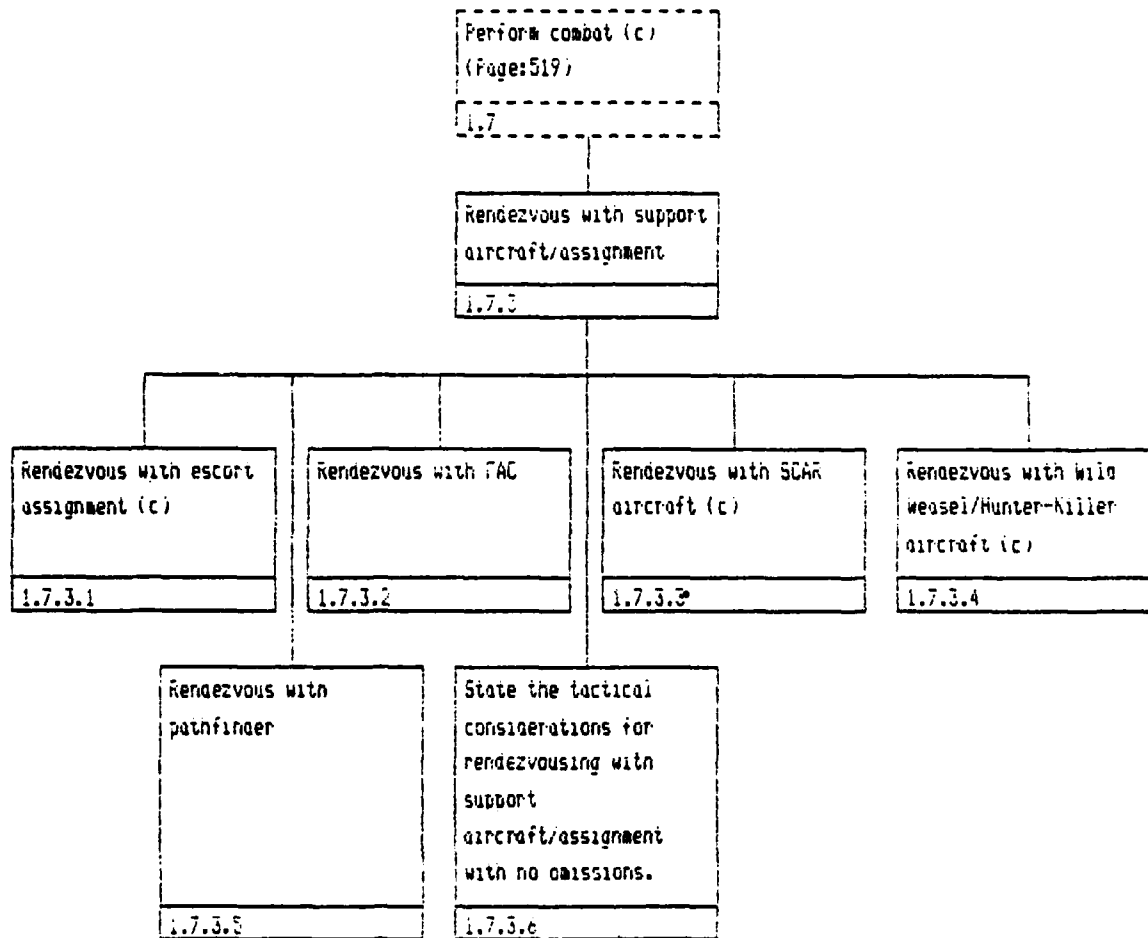 Perform combat (c)
(Page:519)
1.7
Rendezvous with support
aircraft/assignment
1.7.3
Rendezvous with escort
assignment (c)
1.7.3.1
Rendezvous with FAC
1.7.3.2
Rendezvous with SCAR
aircraft (c)
1.7.3.3
Rendezvous with Wild
Weasel/Hunter-Killer
aircraft (c)
1.7.3.4
Rendezvous with
pathfinder
1.7.3.5
State the tactical
considerations for
rendezvousing with
support
aircraft/assignment
with no omissions.
1.7.3.6